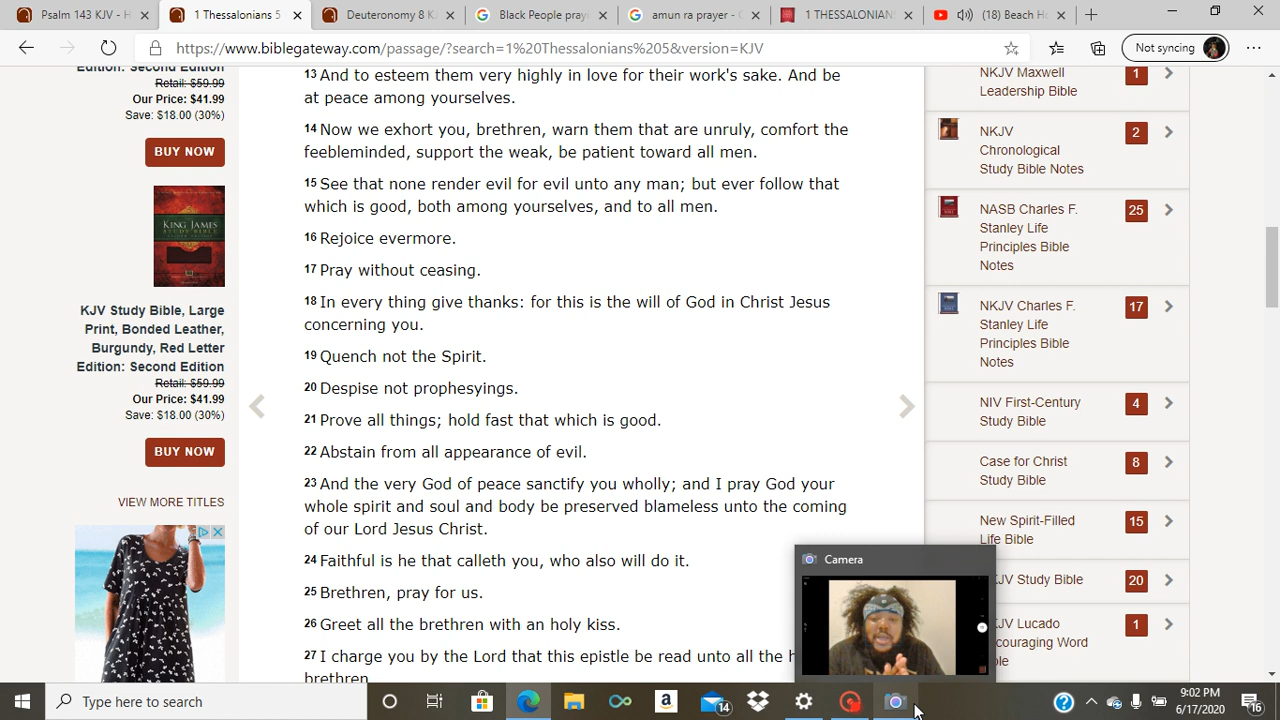 Psalm 143 KJV - H
1 Thessalonians 5
Deuteronomy 8 KJ
Black People prayi
amun ra prayer - G
1 THESSALONIAN
(18) Beach Ho
https://www.biblegateway.com/passage/?search=1%20Thessalonians%205&version=KJV
Not syncing
Edition: Second Edition
Retail: $59.99
Our Price: $41.99
Save: $18.00 (30%)
BUY NOW
KING JAMES
STUDY BIBLE
KJV Study Bible, Large
Print, Bonded Leather,
Burgundy, Red Letter
Edition: Second Edition
Retail: $59.99
Our Price: $41.99
Save: $18.00 (30%)
BUY NOW
VIEW MORE TITLES
13 And to esteem them very highly in love for their work's sake. And be
at peace among yourselves.
14 Now we exhort you, brethren, warn them that are unruly, comfort the
feebleminded, support the weak, be patient toward all men.
15 See that none render evil for evil unto any man; but ever follow that
which is good, both among yourselves, and to all men.
16 Rejoice evermore.
17 Pray without ceasing.
18 In every thing give thanks: for this is the will of God in Christ Jesus
concerning you.
19 Quench not the Spirit.
20 Despise not prophesyings.
21 Prove all things; hold fast that which is good.
22 Abstain from all appearance of evil.
23 And the very God of peace sanctify you wholly; and I pray God your
whole spirit and soul and body be preserved blameless unto the coming
of our Lord Jesus Christ.
24 Faithful is he that calleth you, who also will do it.
25 Brethren, pray for us.
26 Greet all the brethren with an holy kiss.
27 I charge you by the Lord that this epistle be read unto all the h
brethren.
NKJV Maxwell
Leadership Bible
1
NKJV
Chronological
Study Bible Notes
2
NASB Charles F.
Stanley Life
Principles Bible
Notes
25
NKJV Charles F.
Stanley Life
Principles Bible
Notes
17
NIV First-Century
Study Bible
4
Case for Christ
Study Bible
8
New Spirit-Filled
Life Bible
15
KJV Study Bible
20
KJV Lucado
couraging Word
ble
1
Camera
Type here to search
14
9:02 PM
6/17/2020
16